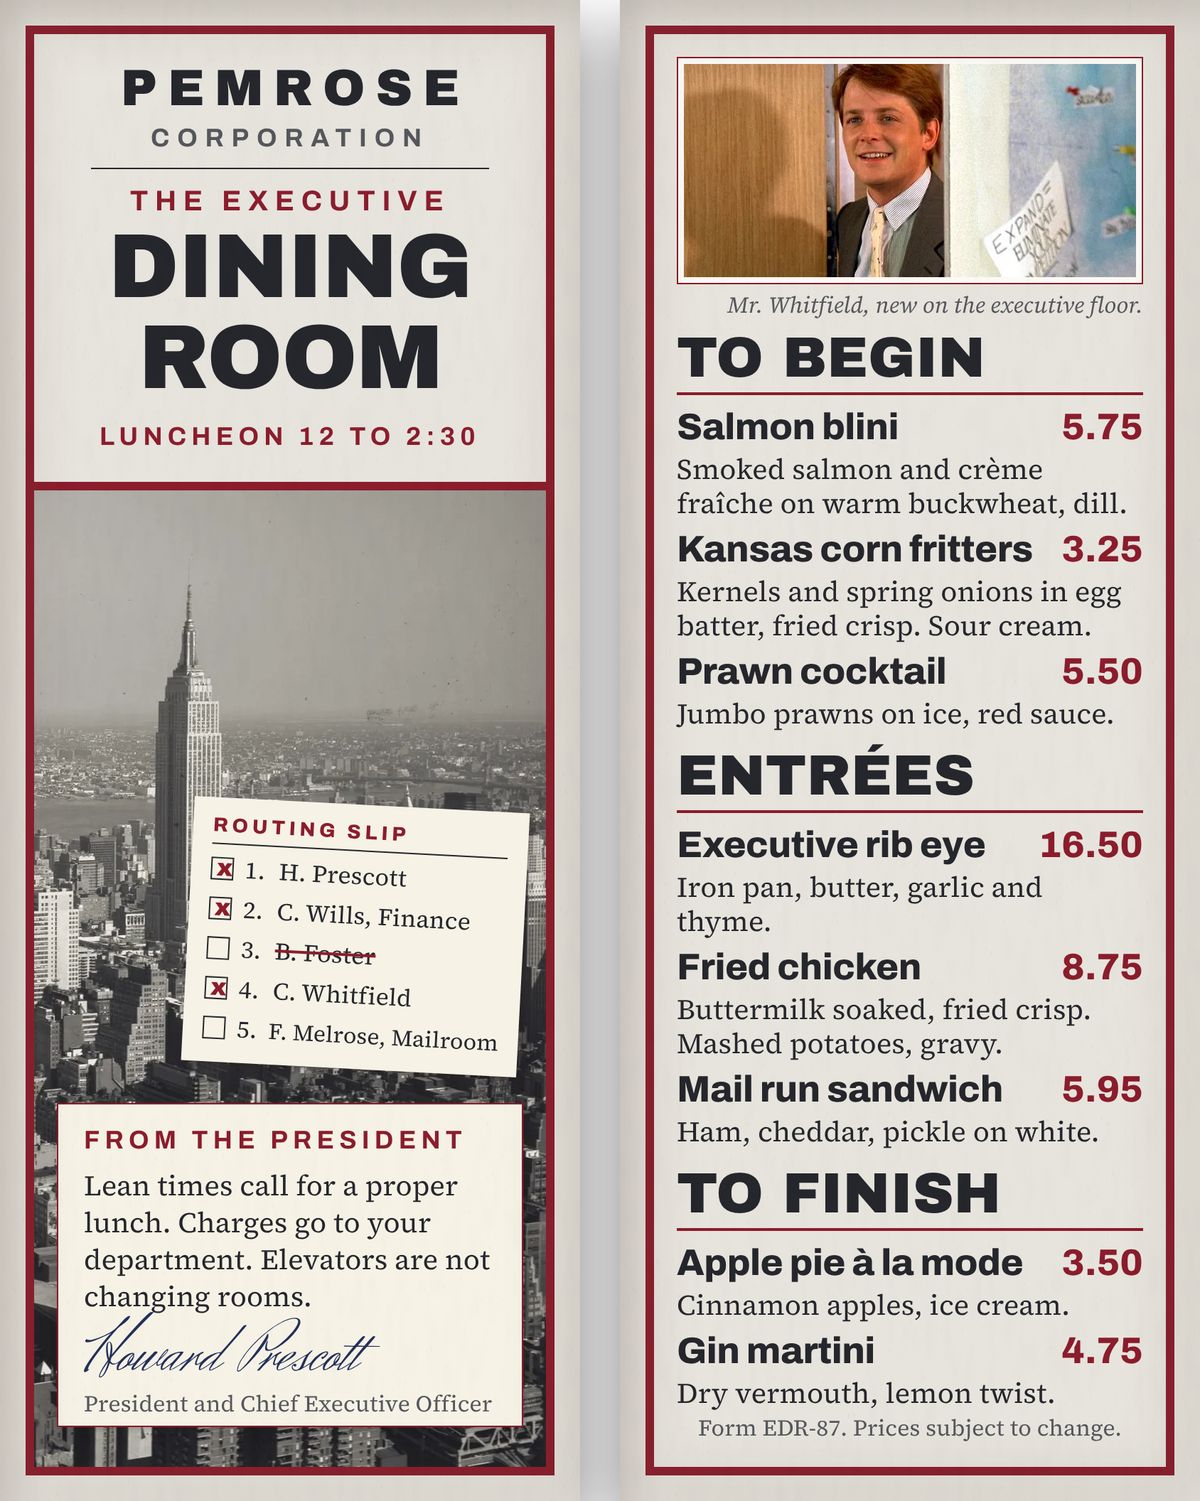 PEMROSE
CORPORATION
THE EXECUTIVE
DINING
ROOM
LUNCHEON 12 TO 2:30
ROUTING SLIP
X 1. H. Prescott
X 2. C. Wills, Finance
3. B. Foster
X 4. C. Whitfield
5. F. Melrose, Mailroom
FROM THE PRESIDENT
Lean times call for a proper
lunch. Charges go to your
department. Elevators are not
changing rooms.
Howard Prescott
President and Chief Executive Officer
EXPAND =
ELIMINATE
Mr. Whitfield, new on the executive floor.
TO BEGIN
Salmon blini 5.75
Smoked salmon and crème
fraîche on warm buckwheat, dill.
Kansas corn fritters 3.25
Kernels and spring onions in egg
batter, fried crisp. Sour cream.
Prawn cocktail 5.50
Jumbo prawns on ice, red sauce.
ENTRÉES
Executive rib eye 16.50
Iron pan, butter, garlic and
thyme.
Fried chicken 8.75
Buttermilk soaked, fried crisp.
Mashed potatoes, gravy.
Mail run sandwich 5.95
Ham, cheddar, pickle on white.
TO FINISH
Apple pie à la mode 3.50
Cinnamon apples, ice cream.
Gin martini 4.75
Dry vermouth, lemon twist.
Form EDR-87. Prices subject to change.